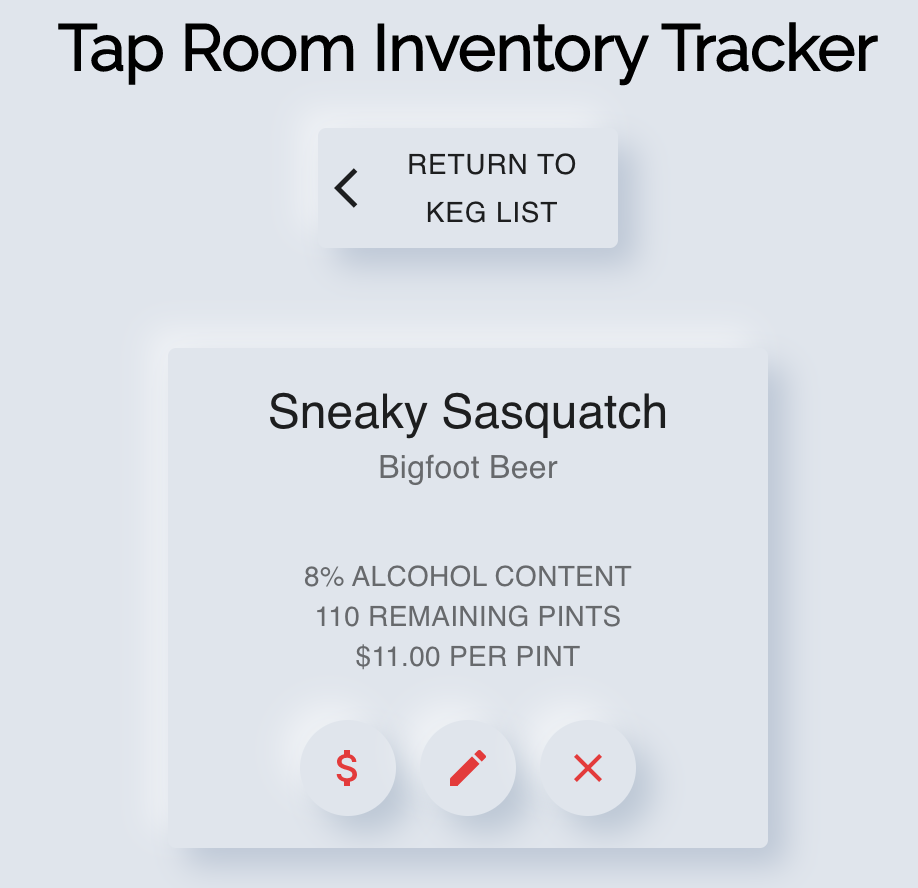 Tap Room Inventory Tracker
RETURN TO
KEG LIST
Sneaky Sasquatch
Bigfoot Beer
8% ALCOHOL CONTENT
110 REMAINING PINTS
$11.00 PER PINT
$